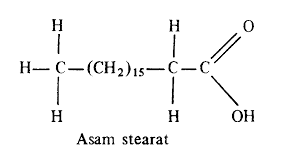 H H O
H—C—(CH₂)₁₅—C—C
H H OH
Asam stearat